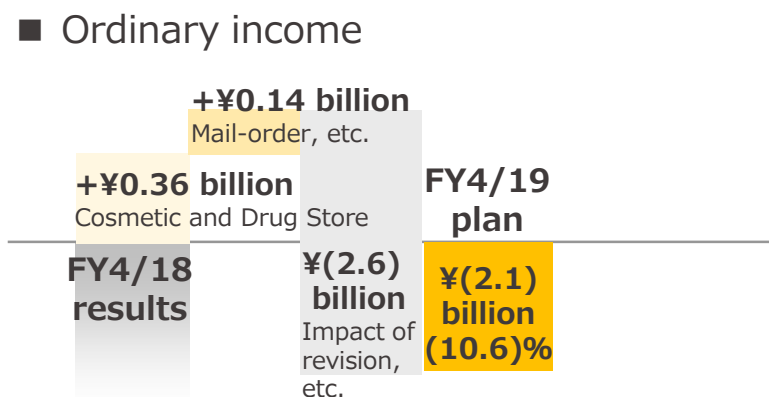 ■ Ordinary income
+¥0.14 billion
Mail-order, etc.
+¥0.36 billion
Cosmetic and Drug Store
FY4/19
plan
FY4/18
results
¥(2.6)
billion
Impact of
revision,
etc.
¥(2.1)
billion
(10.6)%